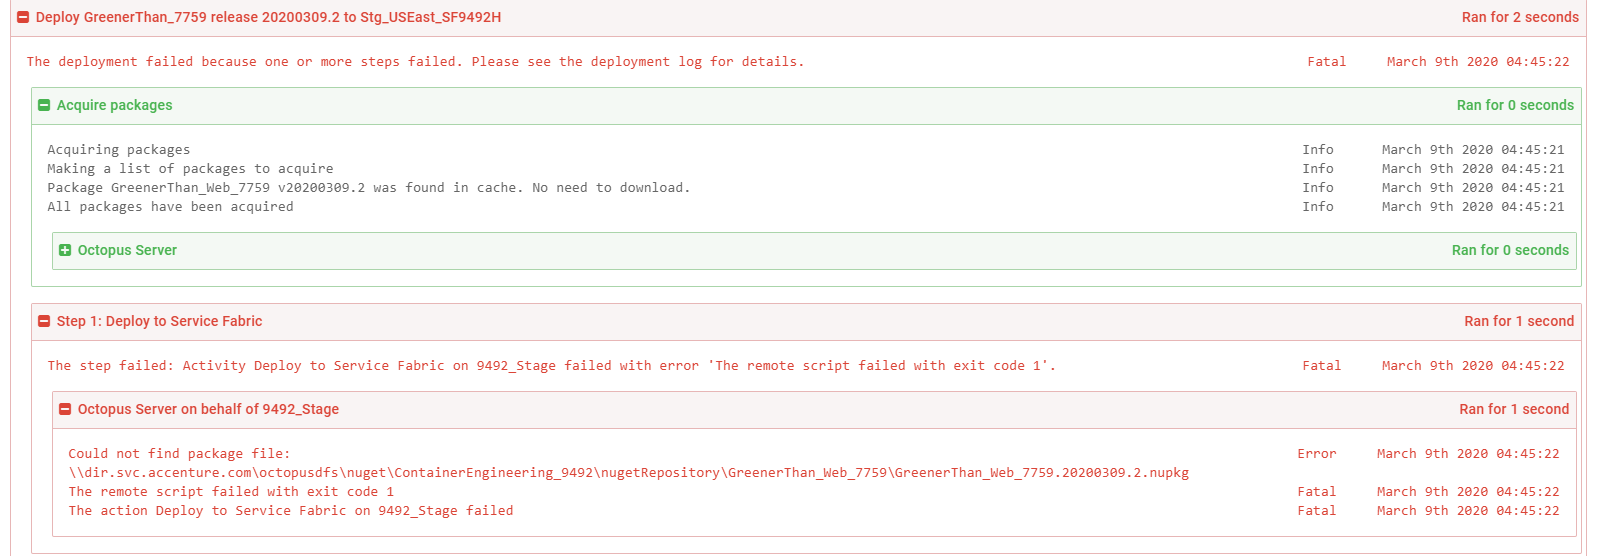 Deploy GreenerThan_7759 release 20200309.2 to Stg_USEast_SF9492H Ran for 2 seconds
The deployment failed because one or more steps failed. Please see the deployment log for details. Fatal March 9th 2020 04:45:22
Acquire packages Ran for 0 seconds
Acquiring packages Info March 9th 2020 04:45:21
Making a list of packages to acquire Info March 9th 2020 04:45:21
Package GreenerThan_Web_7759 v20200309.2 was found in cache. No need to download. Info March 9th 2020 04:45:21
All packages have been acquired Info March 9th 2020 04:45:21
Octopus Server Ran for 0 seconds
Step 1: Deploy to Service Fabric Ran for 1 second
The step failed: Activity Deploy to Service Fabric on 9492_Stage failed with error 'The remote script failed with exit code 1'. Fatal March 9th 2020 04:45:22
Octopus Server on behalf of 9492_Stage Ran for 1 second
Could not find package file: Error March 9th 2020 04:45:22
\\dir.svc.accenture.com\octopusdfs\nuget\ContainerEngineering_9492\nugetRepository\GreenerThan_Web_7759\GreenerThan_Web_7759.20200309.2.nupkg
The remote script failed with exit code 1 Fatal March 9th 2020 04:45:22
The action Deploy to Service Fabric on 9492_Stage failed Fatal March 9th 2020 04:45:22